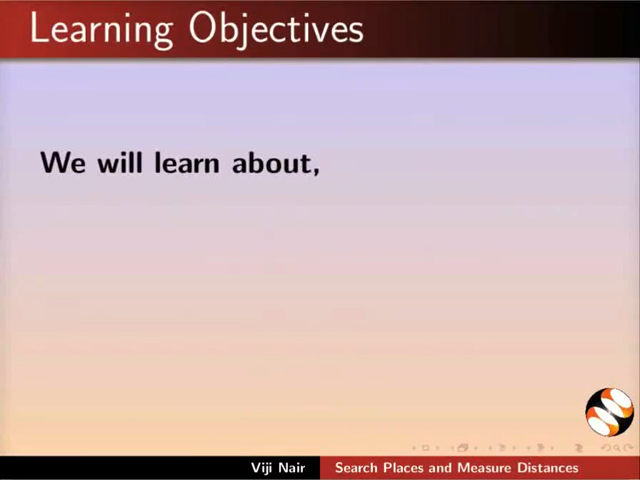 Learning Objectives
We will learn about,
Viji Nair
Search Places and Measure Distances